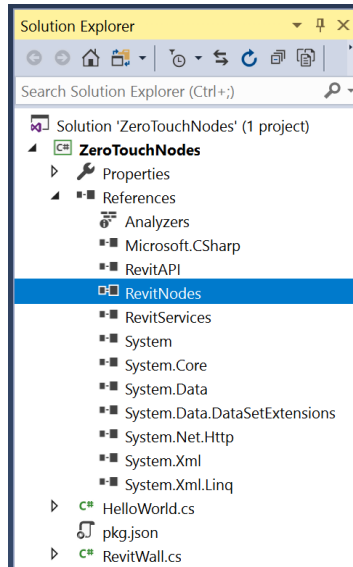 Solution Explorer
Search Solution Explorer (Ctrl+;)
Solution 'ZeroTouchNodes' (1 project)
C# ZeroTouchNodes
Properties
References
Analyzers
Microsoft.CSharp
RevitAPI
RevitNodes
RevitServices
System
System.Core
System.Data
System.Data.DataSetExtensions
System.Net.Http
System.Xml
System.Xml.Linq
C# HelloWorld.cs
pkg.json
C# RevitWall.cs